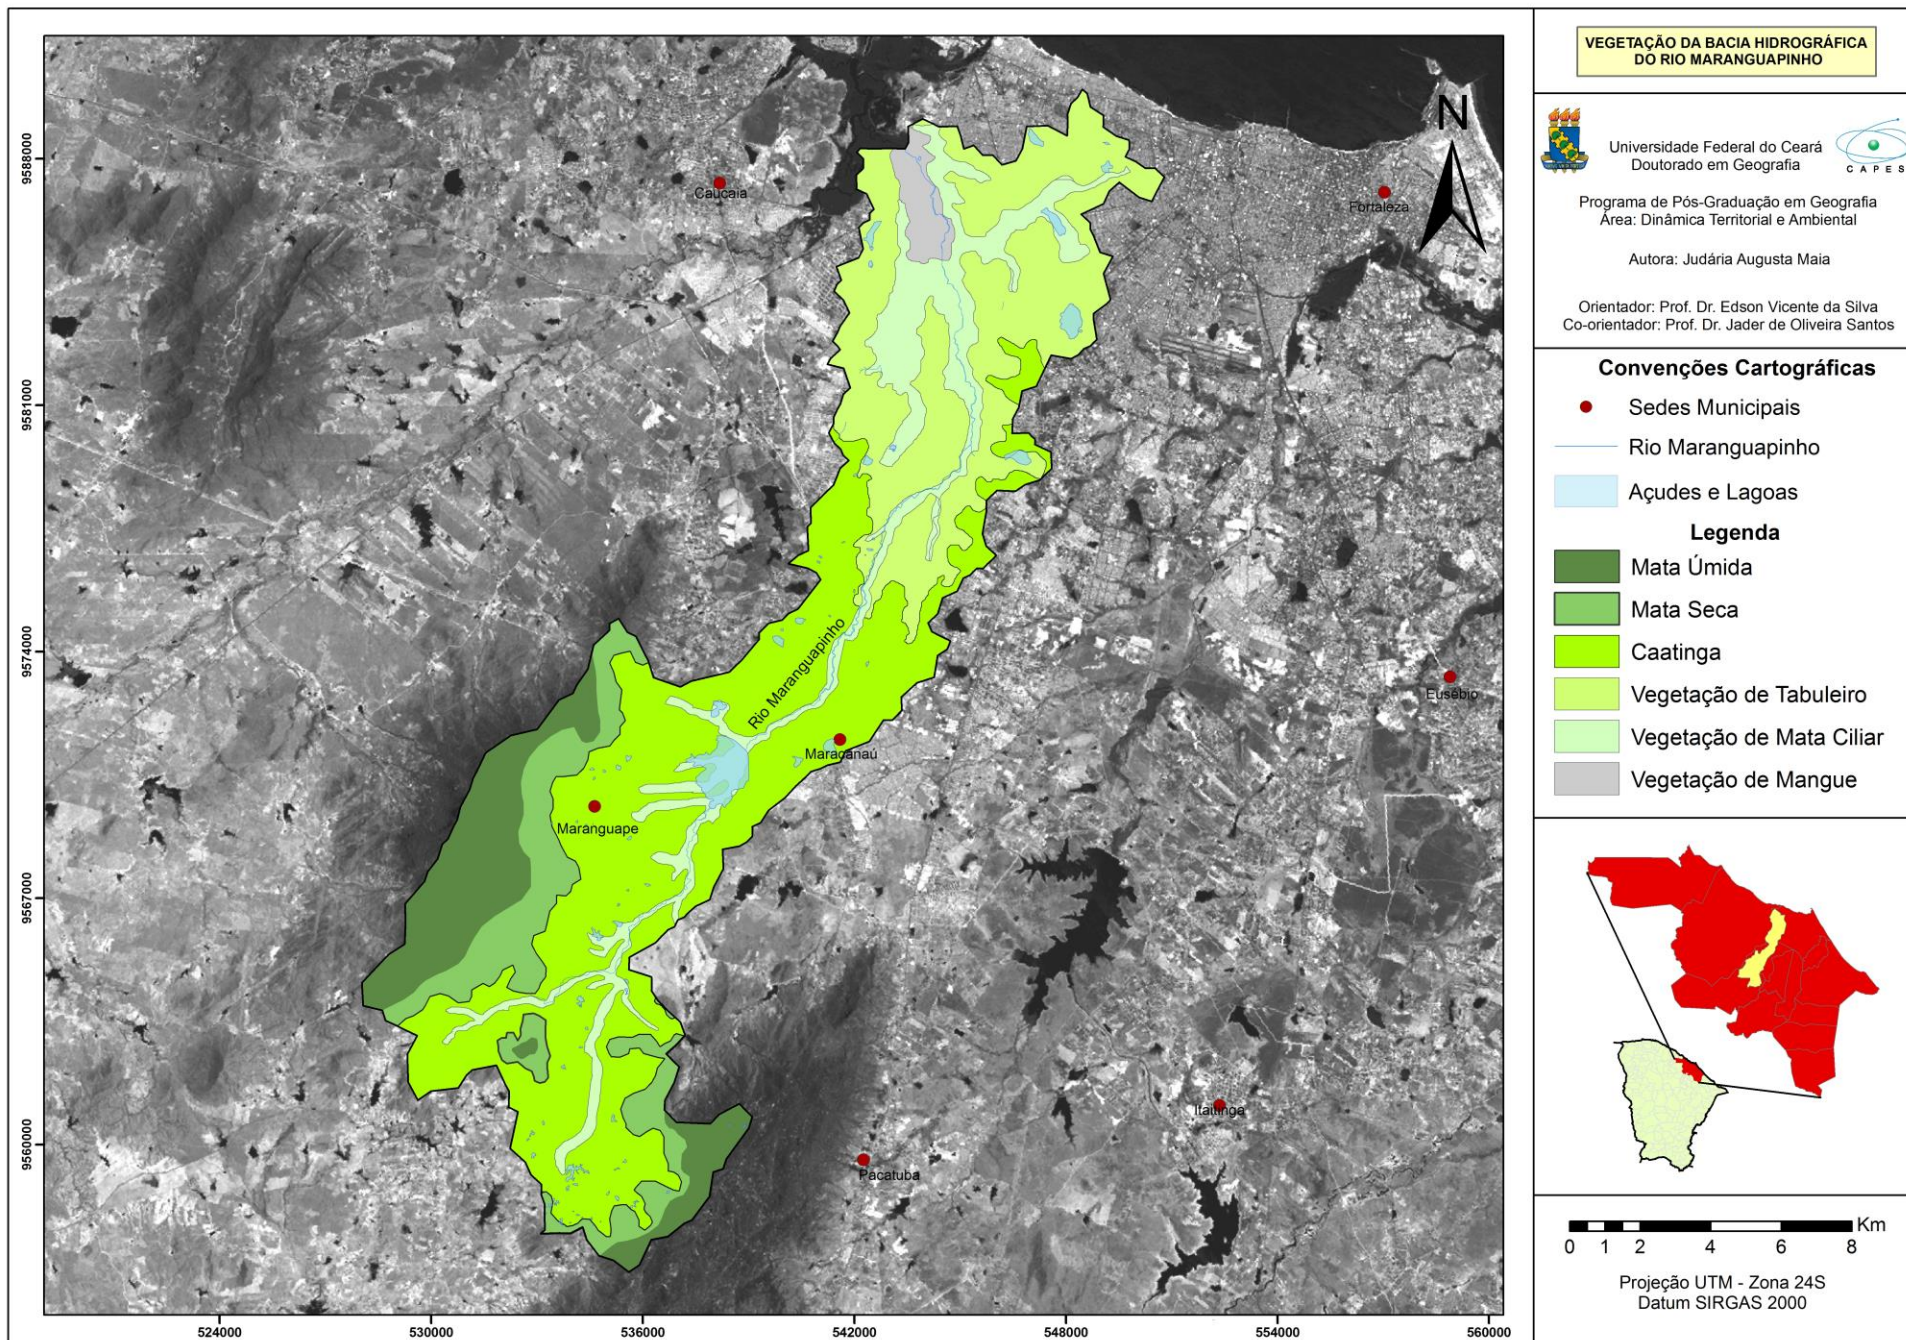 VEGETAÇÃO DA BACIA HIDROGRÁFICA
DO RIO MARANGUAPINHO
Universidade Federal do Ceará
Doutorado em Geografia
CAPES
Programa de Pós-Graduação em Geografia
Área: Dinâmica Territorial e Ambiental
Autora: Judária Augusta Maia
Orientador: Prof. Dr. Edson Vicente da Silva
Co-orientador: Prof. Dr. Jader de Oliveira Santos
Convenções Cartográficas
Sedes Municipais
Rio Maranguapinho
Açudes e Lagoas
Legenda
Mata Úmida
Mata Seca
Caatinga
Vegetação de Tabuleiro
Vegetação de Mata Ciliar
Vegetação de Mangue
Km
0 1 2 4 6 8
Projeção UTM - Zona 24S
Datum SIRGAS 2000
N
Caucaia
Fortaleza
Rio Maranguapinho
Eusébio
Maracanaú
Maranguape
Itaitinga
Pacatuba
9588000
9581000
9574000
9567000
9560000
524000 530000 536000 542000 548000 554000 560000